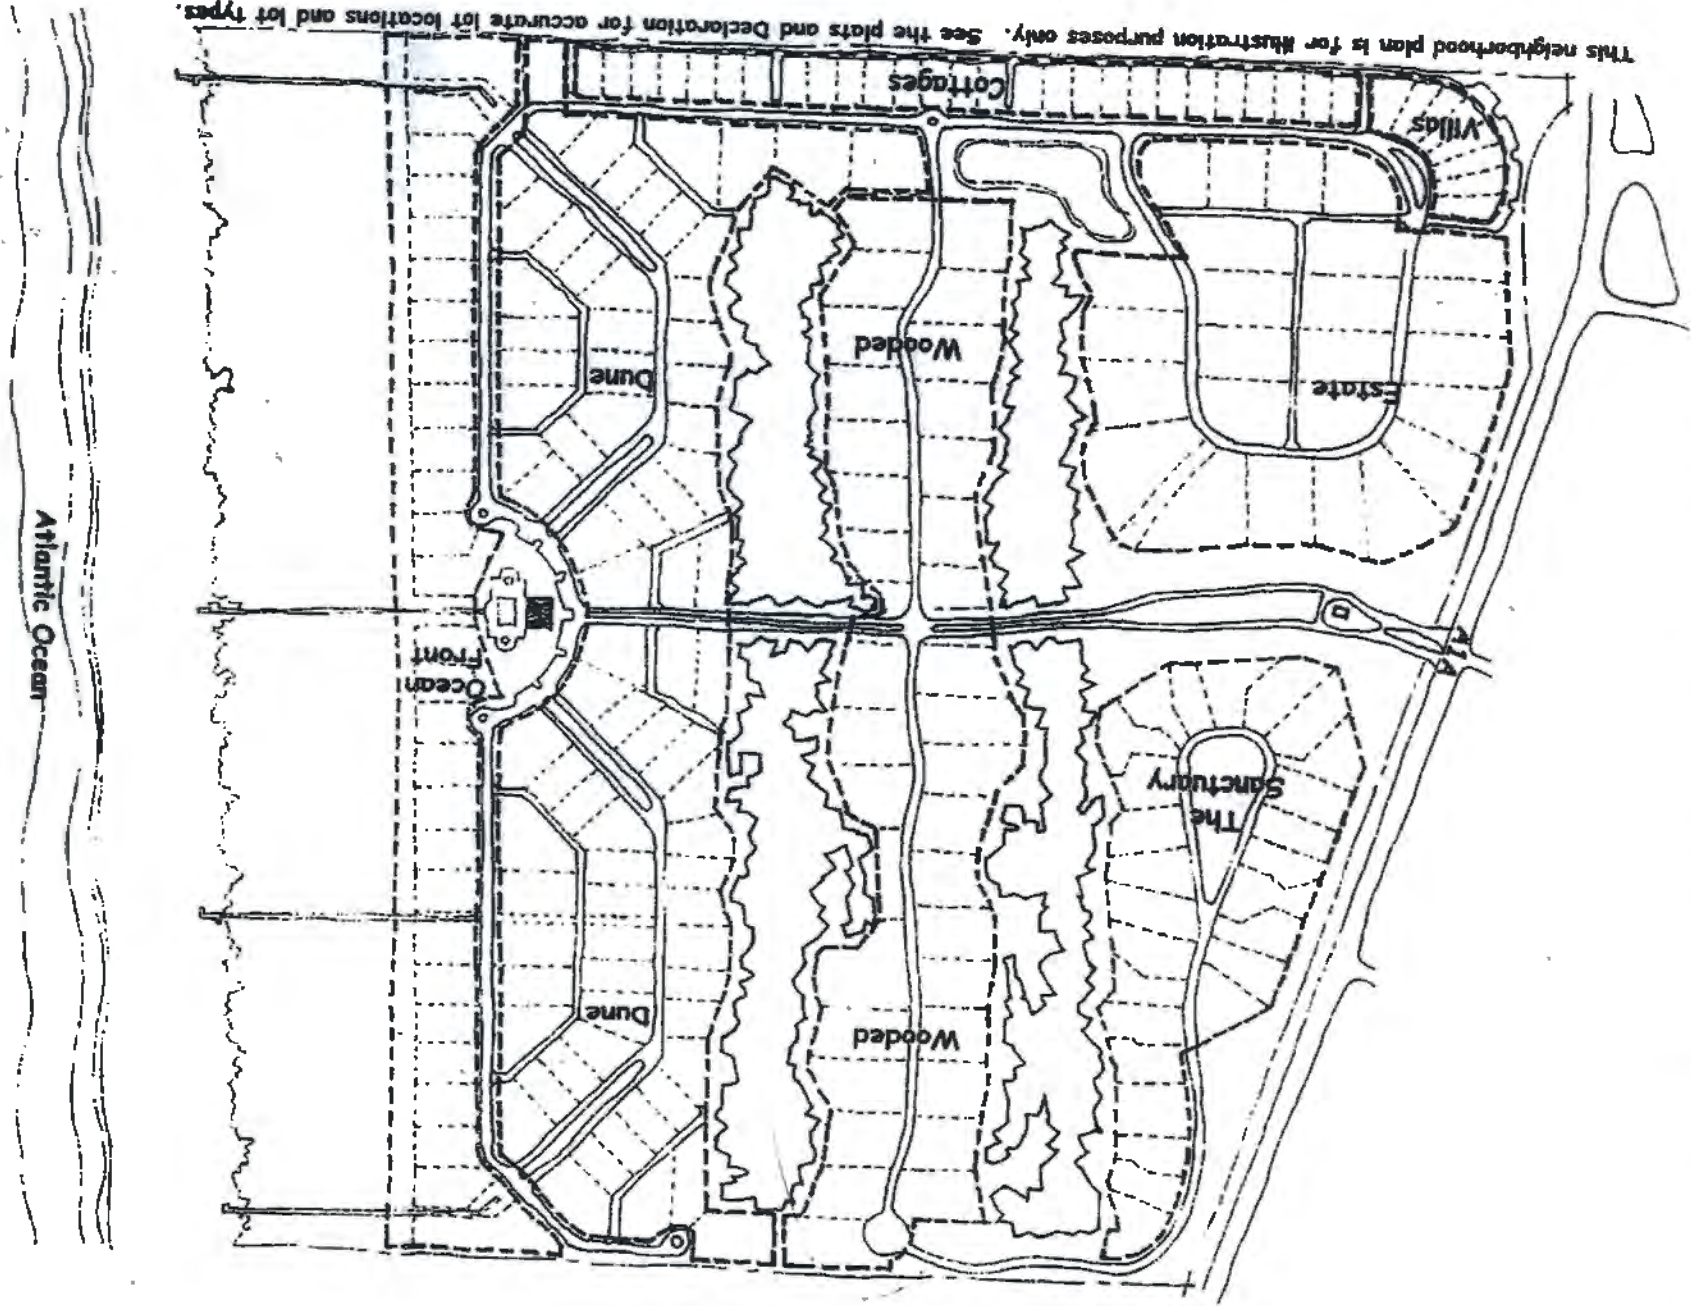 This neighborhood plan is for illustration purposes only. See the plats and Declaration for accurate lot locations and lot types.
Cottages
Villas
Wooded
Dune
Estate
Ocean
Front
The
Sanctuary
Dune
Wooded
Atlantic Ocean